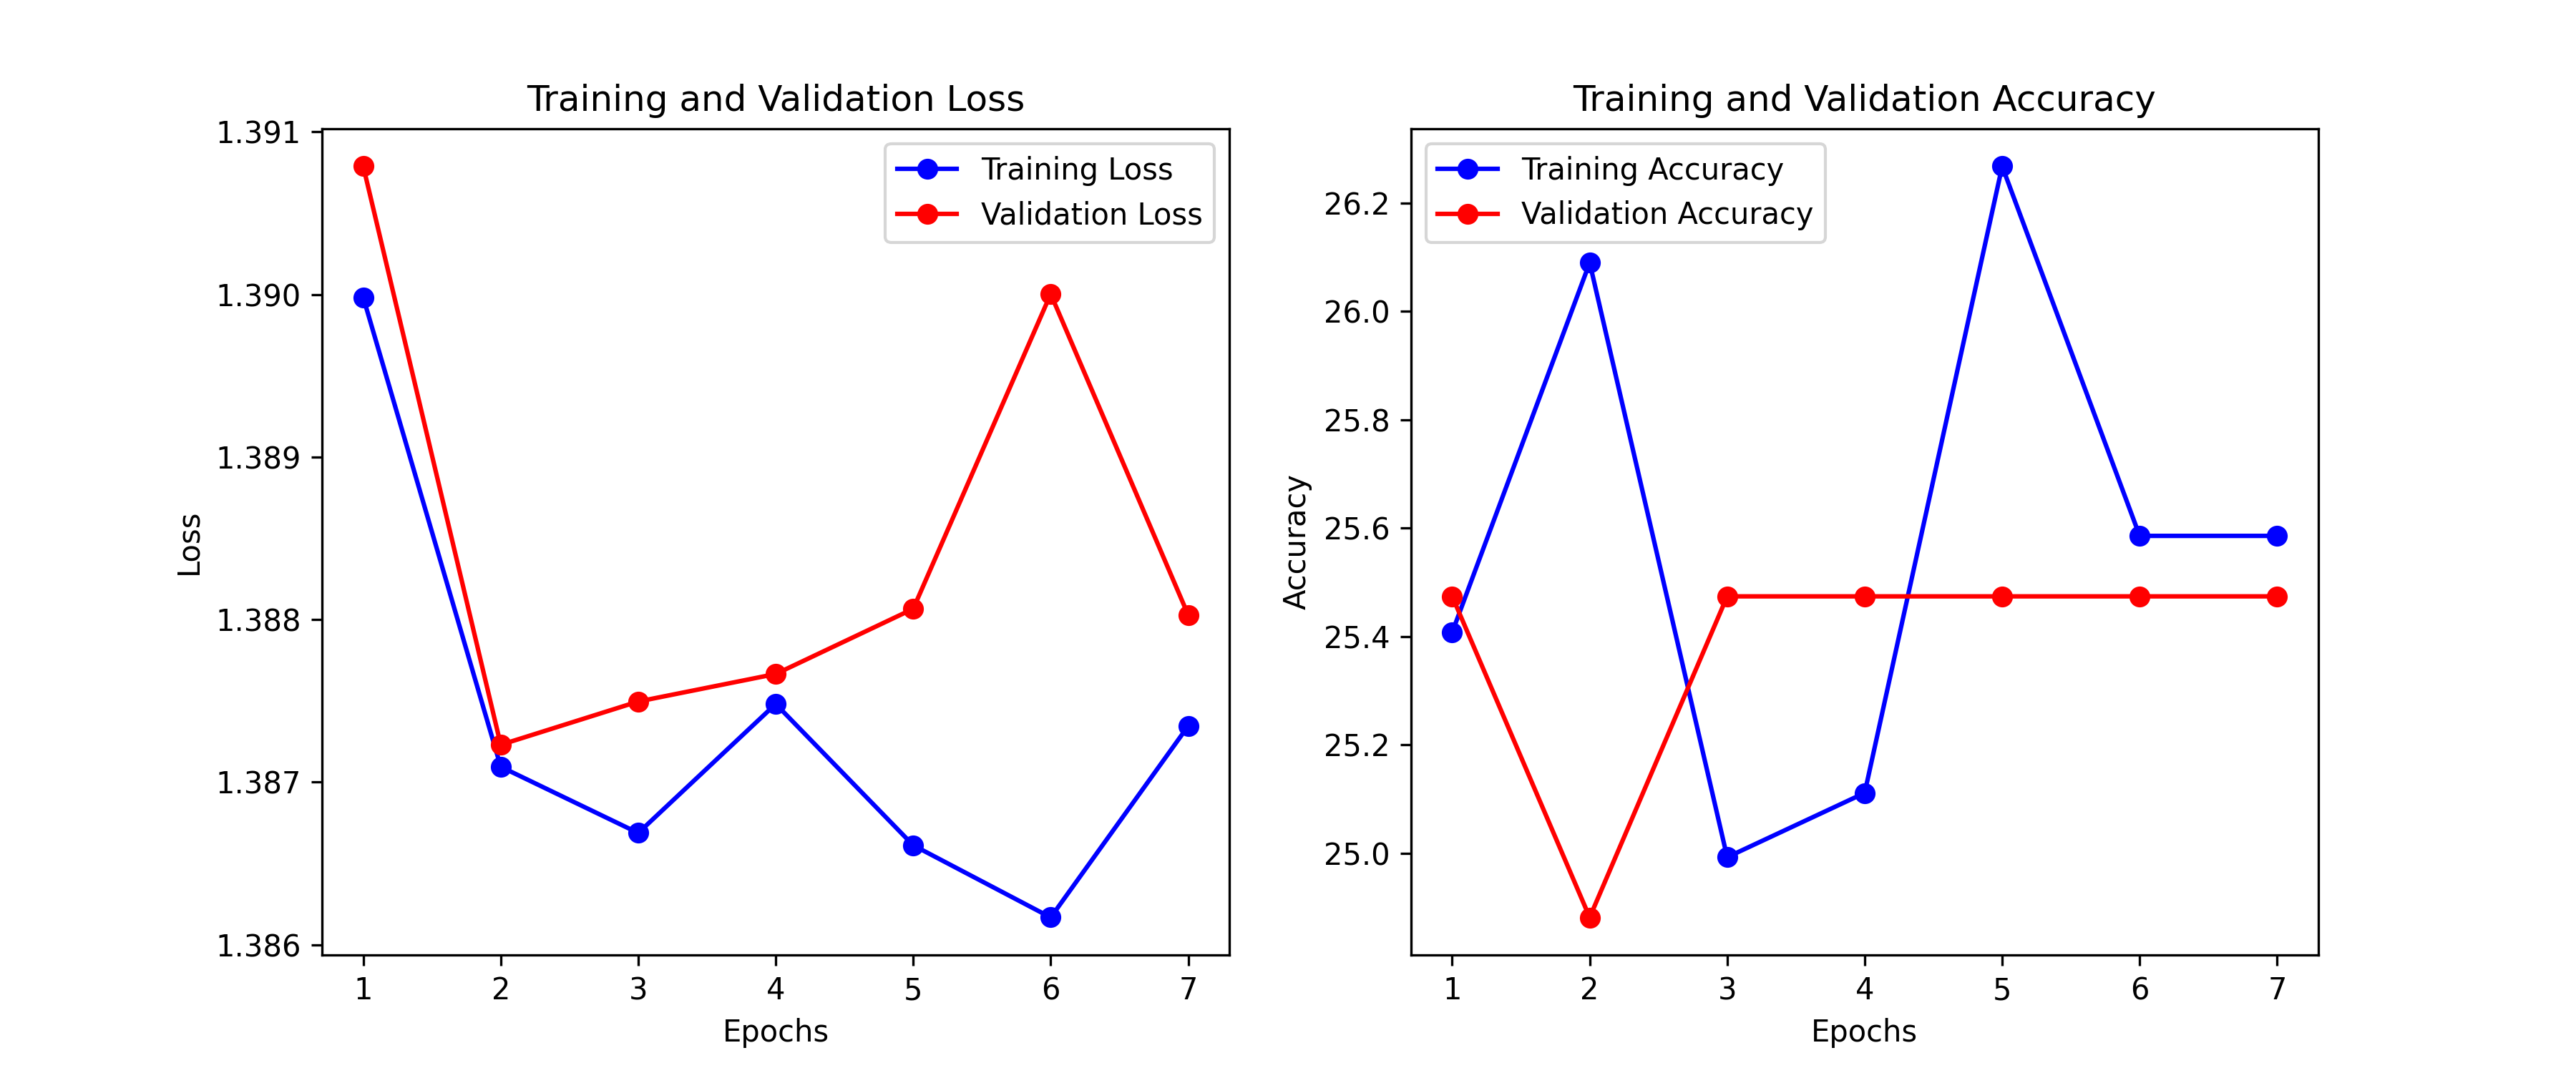 Training and Validation Loss
1.391
1.390
1.389
1.388
1.387
1.386
Loss
Training Loss
Validation Loss
1 2 3 4 5 6 7
Epochs
Training and Validation Accuracy
26.2
26.0
25.8
25.6
25.4
25.2
25.0
Accuracy
Training Accuracy
Validation Accuracy
1 2 3 4 5 6 7
Epochs